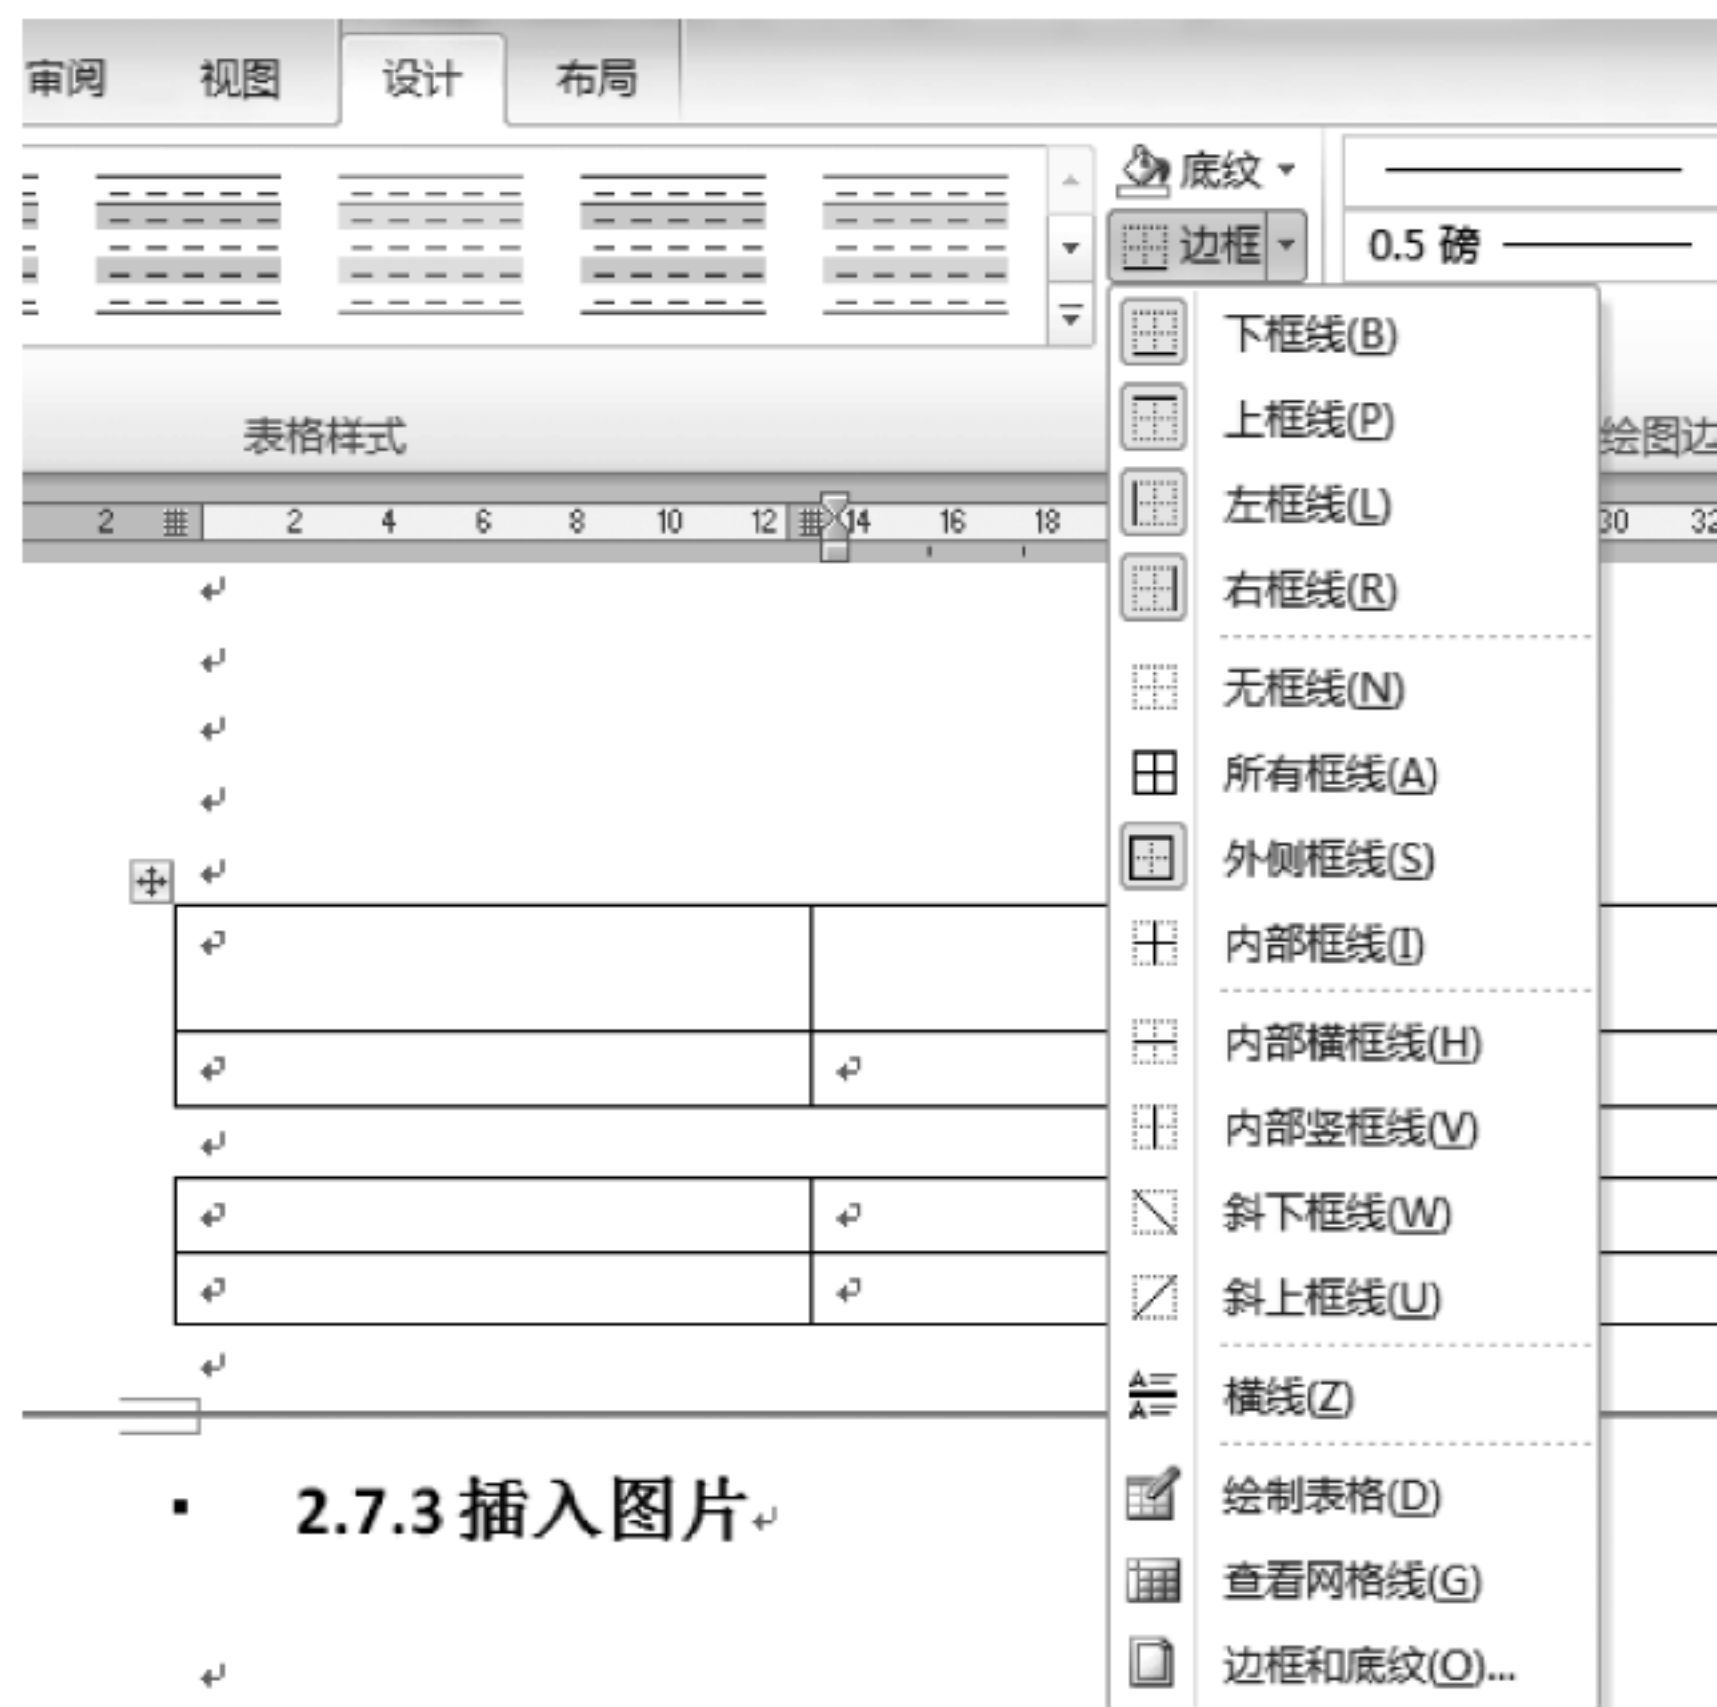 审阅 视图 设计 布局
底纹
边框 0.5 磅
下框线(B)
上框线(P)
表格样式 绘图边
左框线(L)
2 2 4 6 8 10 12 14 16 18 30 32
右框线(R)
无框线(N)
所有框线(A)
外侧框线(S)
内部框线(I)
内部横框线(H)
内部竖框线(V)
斜下框线(W)
斜上框线(U)
横线(Z)
2.7.3 插入图片
绘制表格(D)
查看网格线(G)
边框和底纹(O)...